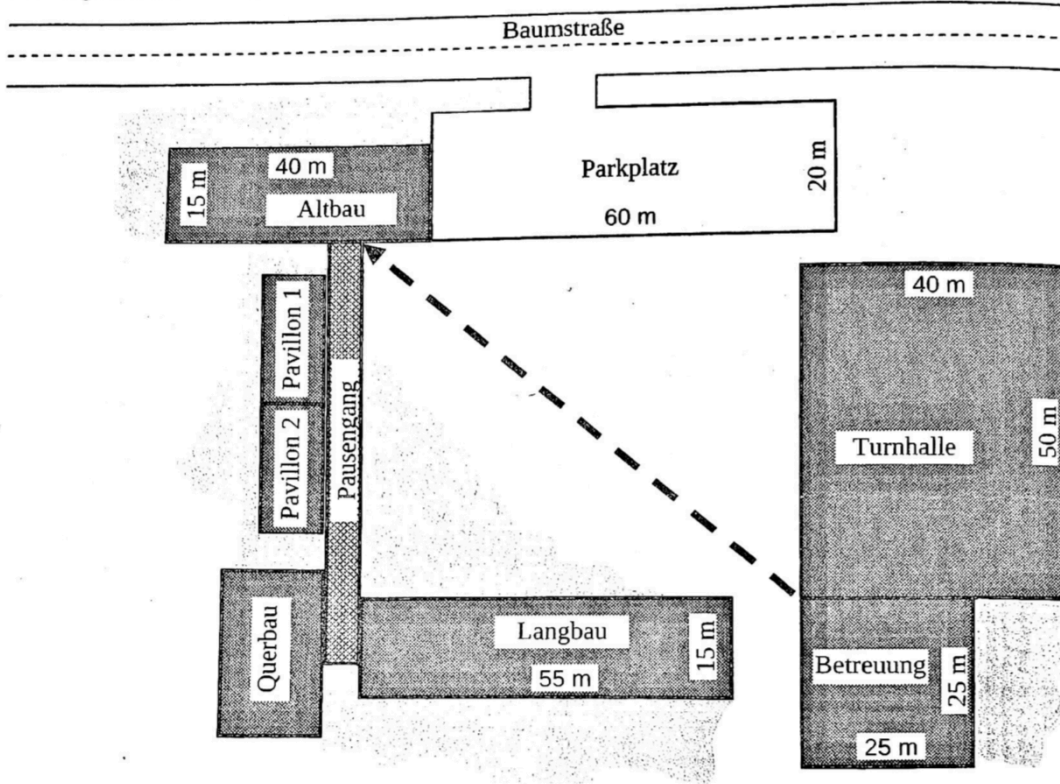 Baumstraße
40 m
15 m
Altbau
Parkplatz
20 m
60 m
40 m
Pavillon 1
Pausengang
Turnhalle
50 m
Pavillon 2
Querbau
Langbau
15 m
55 m
Betreuung
25 m
25 m